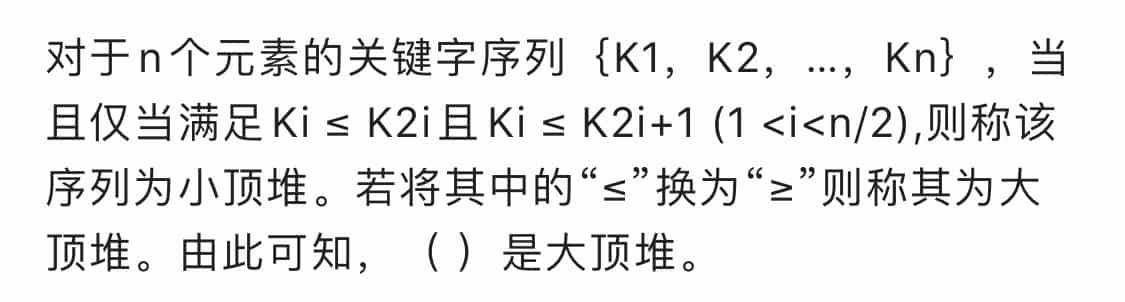 对于n个元素的关键字序列{K1，K2，...，Kn}，当
且仅当满足Ki ≤ K2i且Ki ≤ K2i+1 (1 <i<n/2),则称该
序列为小顶堆。若将其中的“≤”换为“≥”则称其为大
顶堆。由此可知，（ ）是大顶堆。